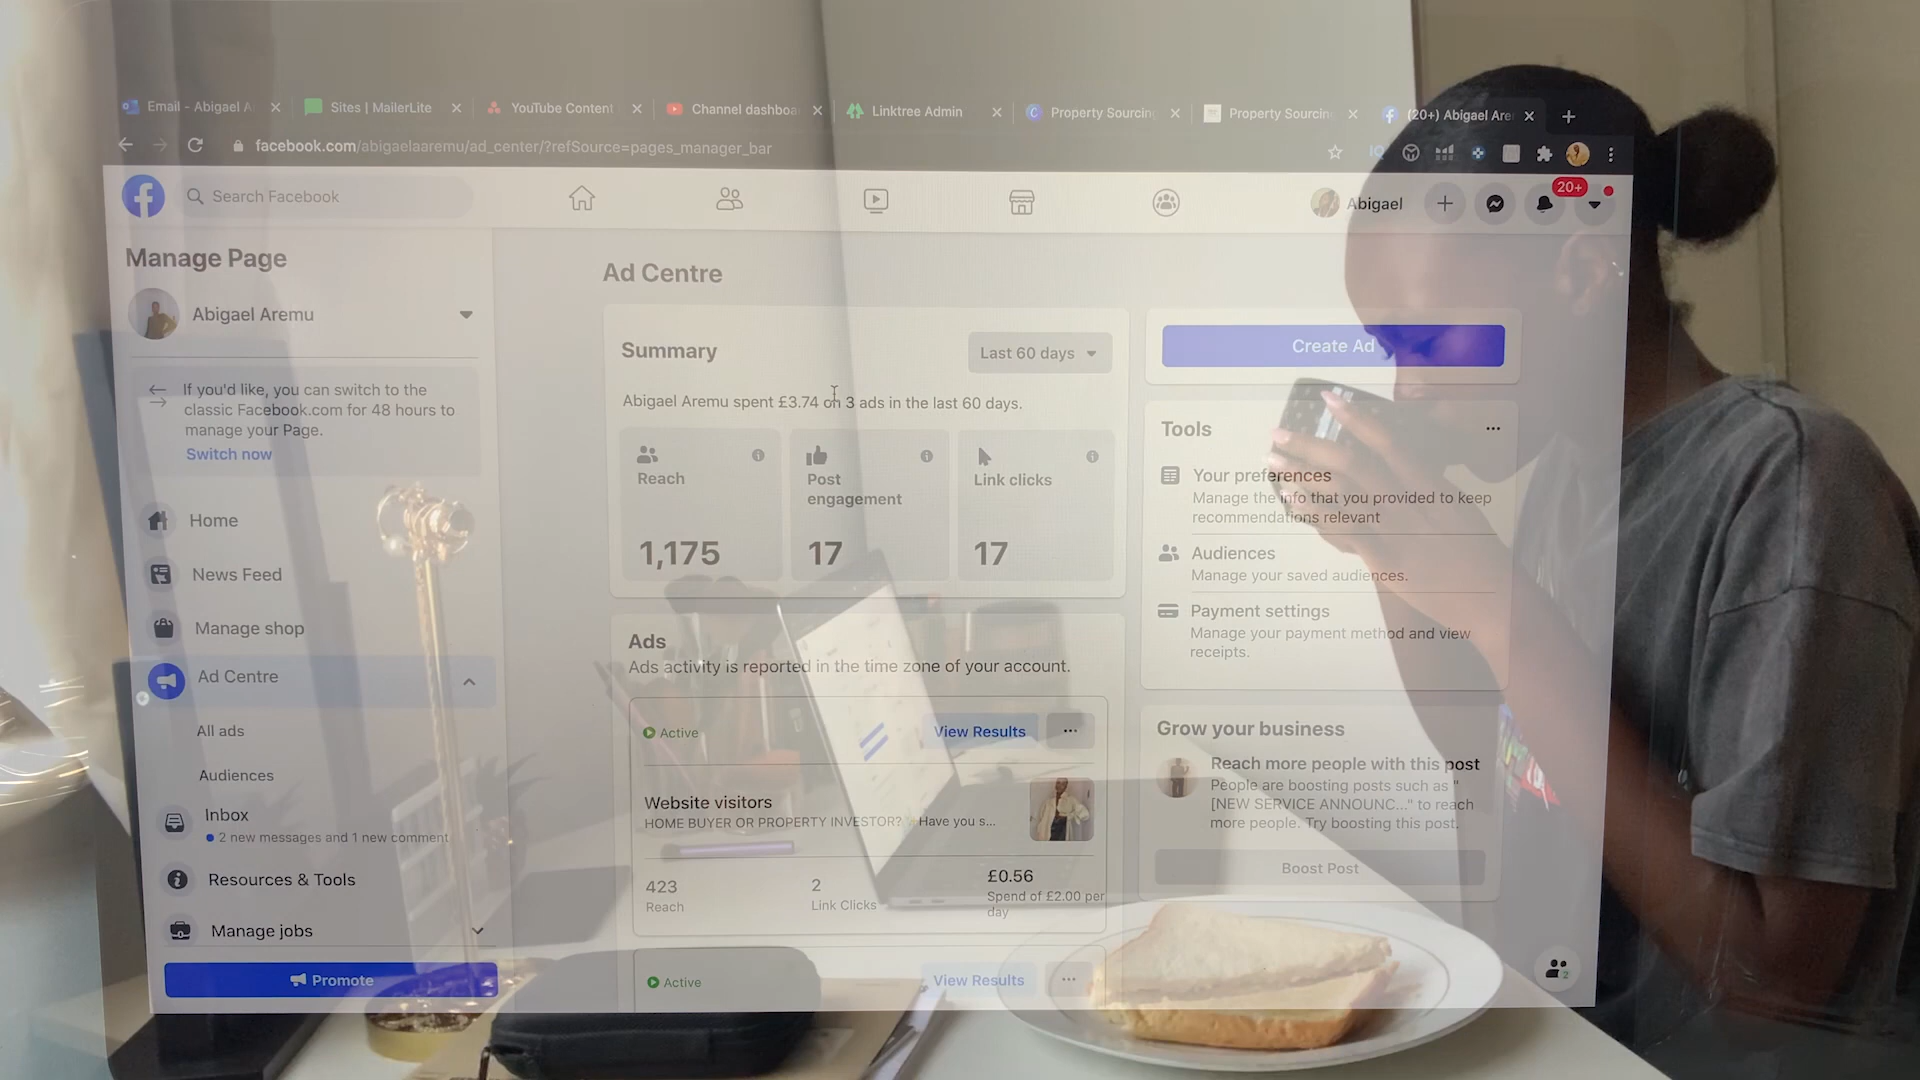 Email - Abigael A
Sites | MailerLite
YouTube Content
Channel dashboa
Linktree Admin
Property Sourcing
Property Sourcin
(20+) Abigael Are
facebook.com/abigaelaaremu/ad_center/?refSource=pages_manager_bar
Search Facebook
Abigael
20+
Manage Page
Abigael Aremu
If you'd like, you can switch to the
classic Facebook.com for 48 hours to
manage your Page.
Switch now
Home
News Feed
Manage shop
Ad Centre
All ads
Audiences
Inbox
2 new messages and 1 new comment
Resources & Tools
Manage jobs
Promote
Ad Centre
Summary
Last 60 days
Abigael Aremu spent £3.74 on 3 ads in the last 60 days.
Reach
1,175
Post
engagement
17
Link clicks
17
Ads
Ads activity is reported in the time zone of your account.
Active
View Results
Website visitors
HOME BUYER OR PROPERTY INVESTOR? Have you s...
423
Reach
2
Link Clicks
£0.56
Spend of £2.00 per
day
Active
View Results
Create Ad
Tools
Your preferences
Manage the info that you provided to keep
recommendations relevant
Audiences
Manage your saved audiences.
Payment settings
Manage your payment method and view
receipts.
Grow your business
Reach more people with this post
People are boosting posts such as "
[NEW SERVICE ANNOUNC..." to reach
more people. Try boosting this post.
Boost Post
2